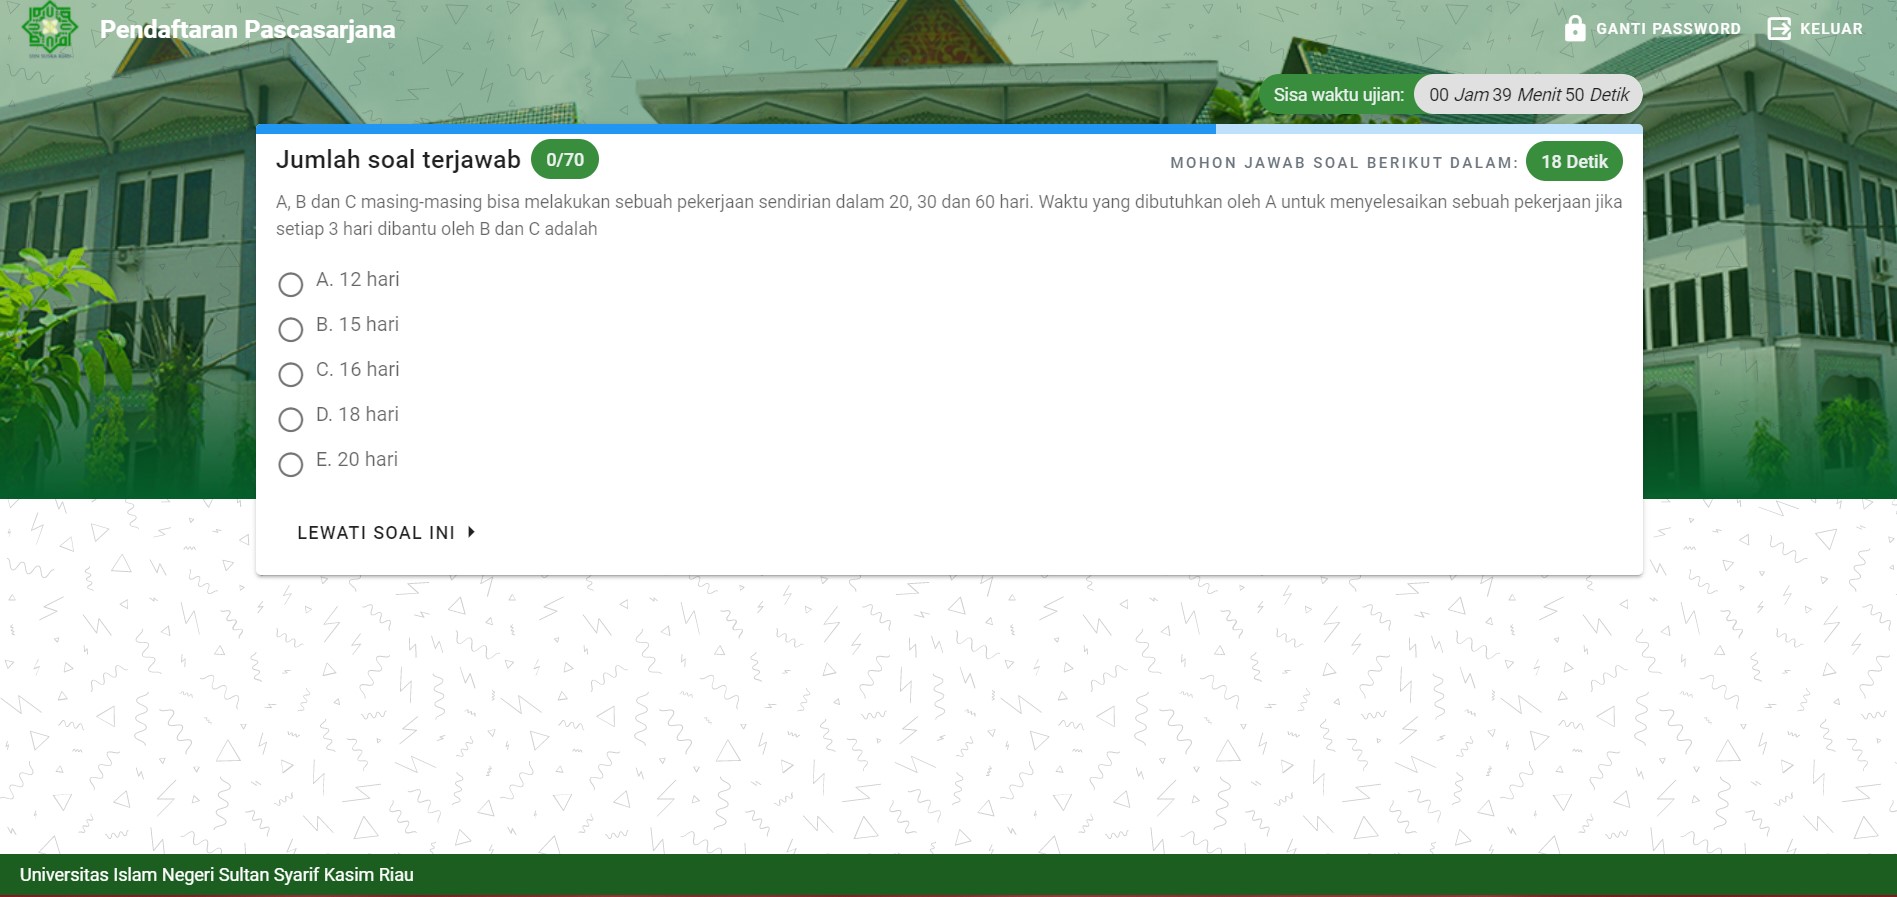 Pendaftaran Pascasarjana
GANTI PASSWORD
KELUAR
Sisa waktu ujian: 00 Jam 39 Menit 50 Detik
Jumlah soal terjawab 0/70
MOHON JAWAB SOAL BERIKUT DALAM: 18 Detik
A, B dan C masing-masing bisa melakukan sebuah pekerjaan sendirian dalam 20, 30 dan 60 hari. Waktu yang dibutuhkan oleh A untuk menyelesaikan sebuah pekerjaan jika
setiap 3 hari dibantu oleh B dan C adalah
A. 12 hari
B. 15 hari
C. 16 hari
D. 18 hari
E. 20 hari
LEWATI SOAL INI
Universitas Islam Negeri Sultan Syarif Kasim Riau